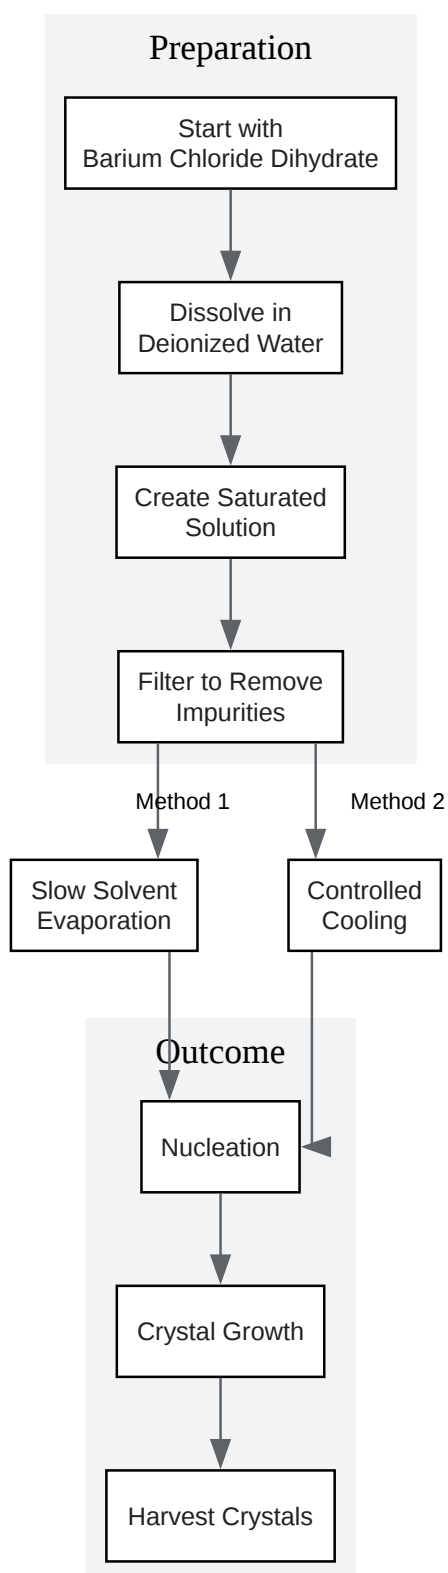 Preparation
Start with
Barium Chloride Dihydrate
Dissolve in
Deionized Water
Create Saturated
Solution
Filter to Remove
Impurities
Method 1
Method 2
Slow Solvent
Evaporation
Controlled
Cooling
Outcome
Nucleation
Crystal Growth
Harvest Crystals